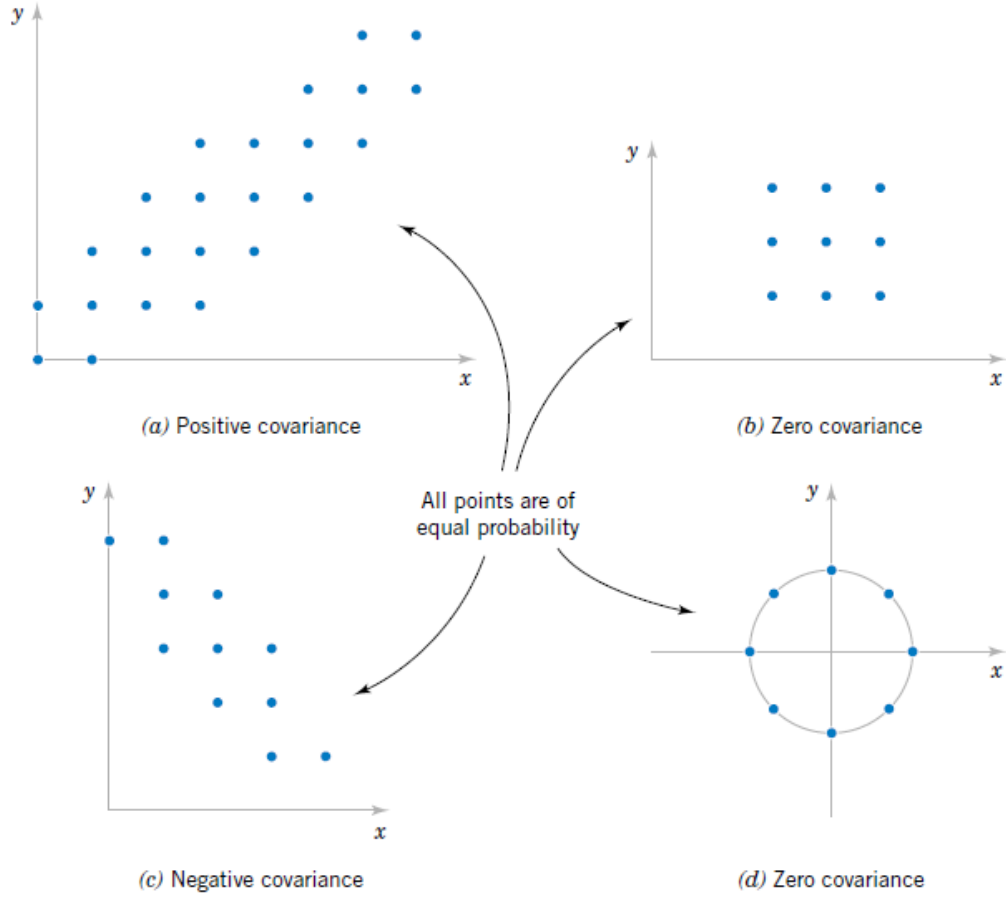 y
x
(a) Positive covariance
y
x
(b) Zero covariance
All points are of
equal probability
y
x
(c) Negative covariance
y
x
(d) Zero covariance